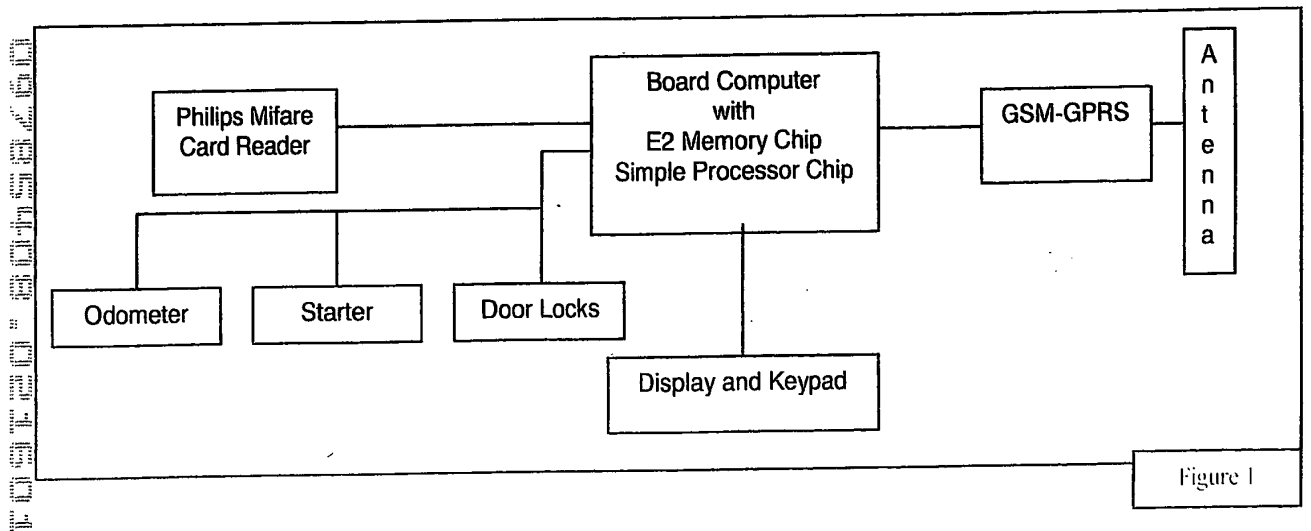 Philips Mifare
Card Reader
Board Computer
with
E2 Memory Chip
Simple Processor Chip
GSM-GPRS
Antenna
Odometer
Starter
Door Locks
Display and Keypad
Figure 1